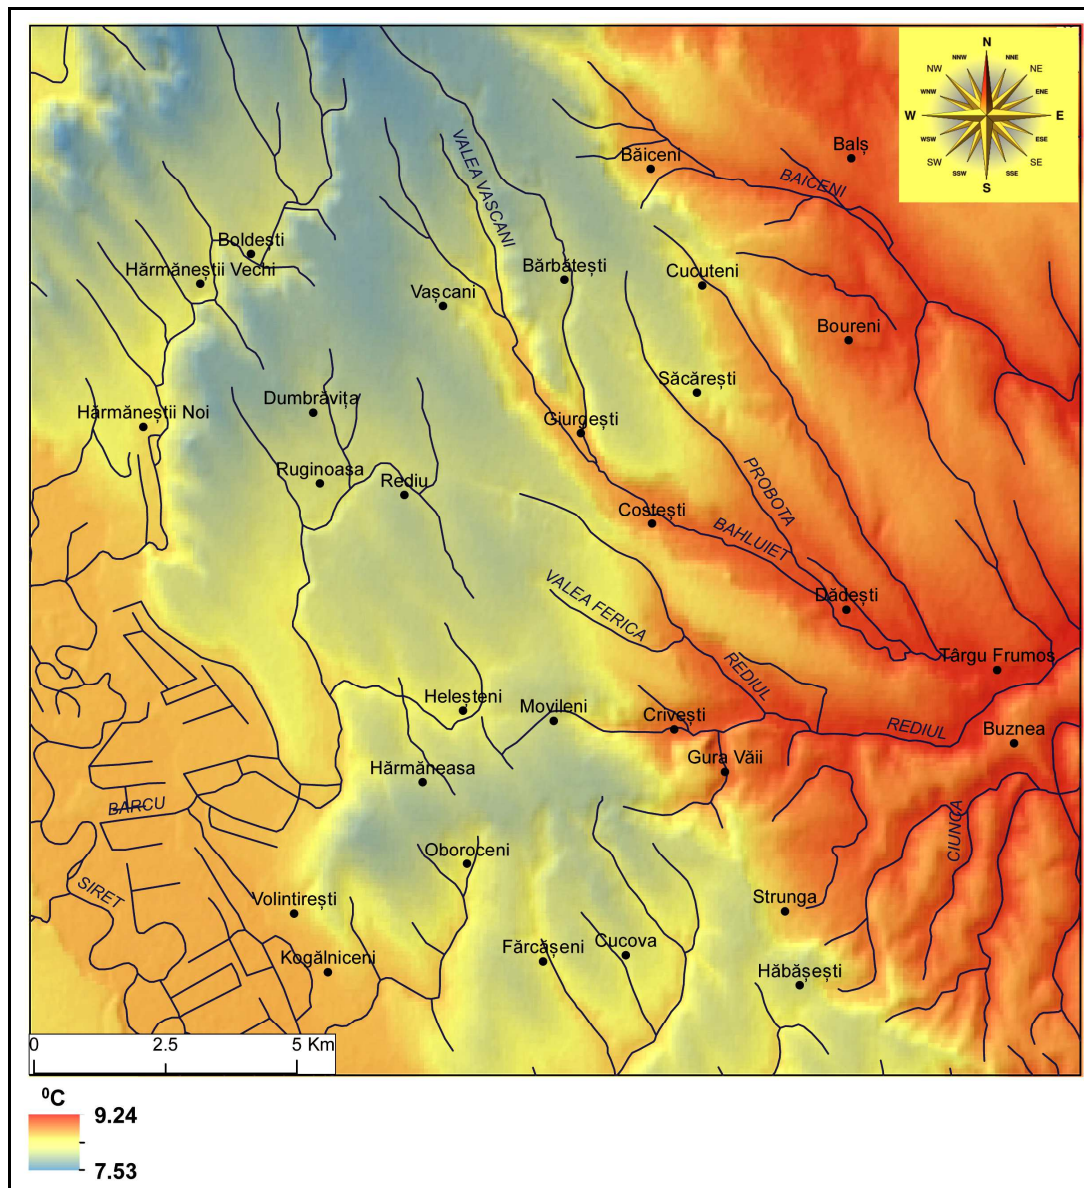 N
NNW
NNE
NW
NE
WNW
ENE
W
E
WSW
ESE
SW
SE
SSW
SSE
S
VALEA VASCANI
Băiceni
Balș
BAICENI
Boldești
Hărmăneștii Vechi
Bărbătești
Cucuteni
Vașcani
Boureni
Săcărești
Dumbrăvița
Hărmăneștii Noi
Giurgești
Ruginoasa
Rediu
PROBOTA
Costești
BAHLUIET
VALEA FERICA
Dădești
Târgu Frumos
REDIUL
Heleșteni
Movileni
Crivești
REDIUL
Buznea
Gura Văii
Hărmăneasa
BARCU
CIUNCA
Oboroceni
SIRET
Volintirești
Strunga
Fărcășeni
Cucova
Kogălniceni
Hăbășești
0
2.5
5 Km
⁰C
9.24
7.53